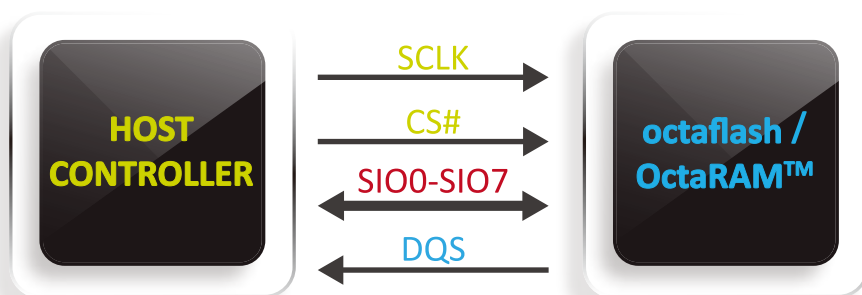 HOST
CONTROLLER
SCLK
CS#
SIO0-SIO7
DQS
octaflash /
OctaRAM™